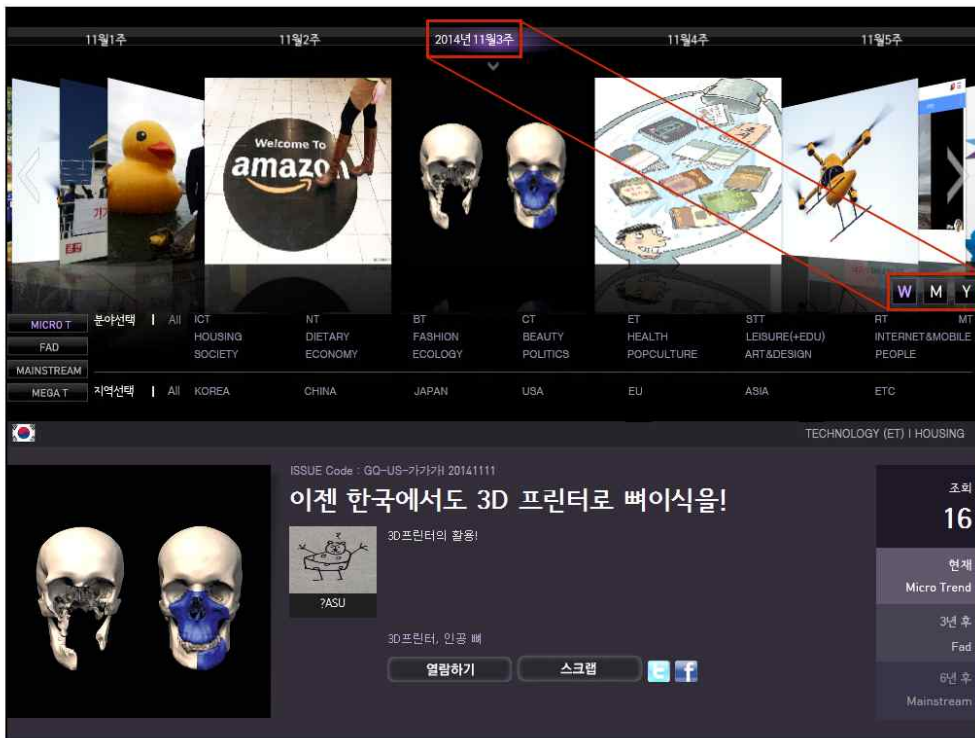 11월1주 11월2주 2014년 11월3주 11월4주 11월5주
Welcome To
amazon
W M Y
MICRO T
FAD
MAINSTREAM
MEGA T
분야선택 | All ICT NT BT CT ET STT RT MT
HOUSING DIETARY FASHION BEAUTY HEALTH LEISURE(+EDU) INTERNET&MOBILE
SOCIETY ECONOMY ECOLOGY POLITICS POPCULTURE ART&DESIGN PEOPLE
지역선택 | All KOREA CHINA JAPAN USA EU ASIA ETC
TECHNOLOGY (ET) I HOUSING
ISSUE Code : GQ-US-가가가 20141111
이젠 한국에서도 3D 프린터로 뼈이식을!
3D프린터의 활용!
?ASU
3D프린터, 인공 뼈
열람하기 스크랩
조회
16
현재
Micro Trend
3년 후
Fad
6년 후
Mainstream